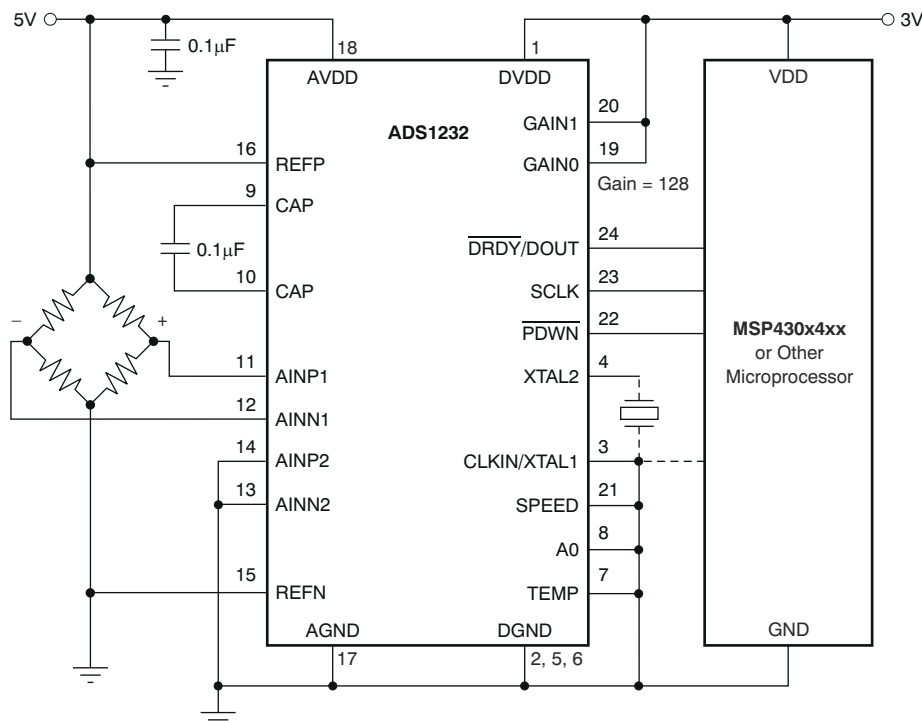 5V
3V
0.1μF
18
1
AVDD
DVDD
VDD
ADS1232
20
GAIN1
19
GAIN0
Gain = 128
16
REFP
9
CAP
0.1μF
10
CAP
24
DRDY/DOUT
23
SCLK
22
PDWN
MSP430x4xx
or Other
Microprocessor
–
+
11
AINP1
4
XTAL2
12
AINN1
14
AINP2
3
CLKIN/XTAL1
13
AINN2
21
SPEED
8
A0
15
REFN
7
TEMP
AGND
DGND
GND
17
2, 5, 6